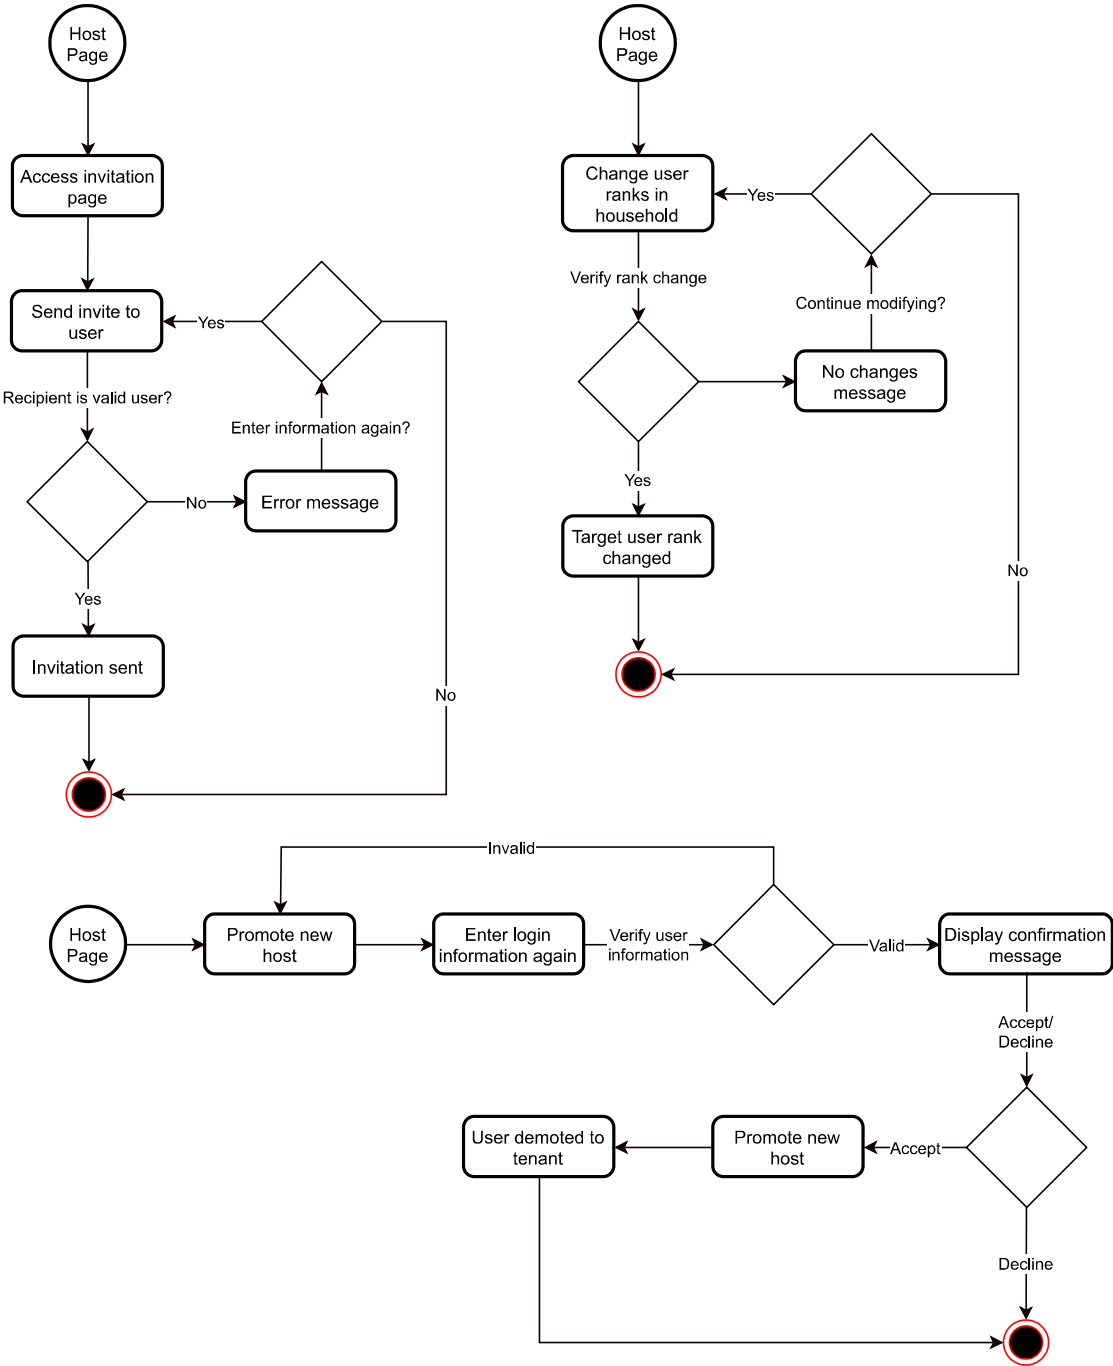 Host
Page
Access invitation
page
Send invite to
user
Yes
Recipient is valid user?
Enter information again?
No
Error message
Yes
Invitation sent
No
Host
Page
Change user
ranks in
household
Yes
Verify rank change
Continue modifying?
No changes
message
Yes
Target user rank
changed
No
Invalid
Host
Page
Promote new
host
Enter login
information again
Verify user
information
Valid
Display confirmation
message
Accept/
Decline
User demoted to
tenant
Promote new
host
Accept
Decline